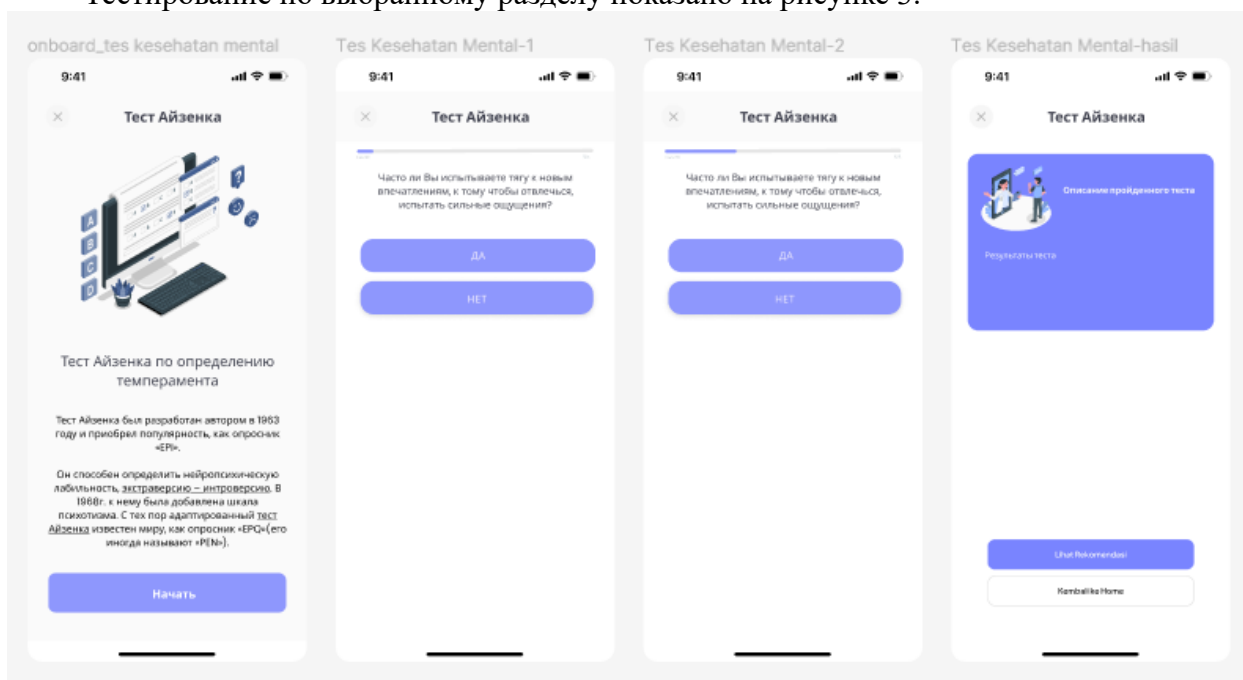 Тестирование по выбранному разделу показано на рисунке 3.
onboard_tes kesehatan mental
9:41
Тест Айзенка
A
B
C
D
?
Тест Айзенка по определению
темперамента
Тест Айзенка был разработан автором в 1963
году и приобрел популярность, как опросник
«EPI».
Он способен определить нейропсихическую
лабильность, экстраверсию – интроверсию. В
1968г. к нему была добавлена шкала
психотизма. С тех пор адаптированный тест
Айзенка известен миру, как опросник «EPQ»(его
иногда называют «PEN»).
Начать
Tes Kesehatan Mental-1
9:41
Тест Айзенка
Часто ли Вы испытываете тягу к новым
впечатлениям, к тому чтобы отвлечься,
испытать сильные ощущения?
ДА
НЕТ
Tes Kesehatan Mental-2
9:41
Тест Айзенка
Часто ли Вы испытываете тягу к новым
впечатлениям, к тому чтобы отвлечься,
испытать сильные ощущения?
ДА
НЕТ
Tes Kesehatan Mental-hasil
9:41
Тест Айзенка
Описание пройденного теста
Результаты теста
Lihat Rekomendasi
Kembali ke Home